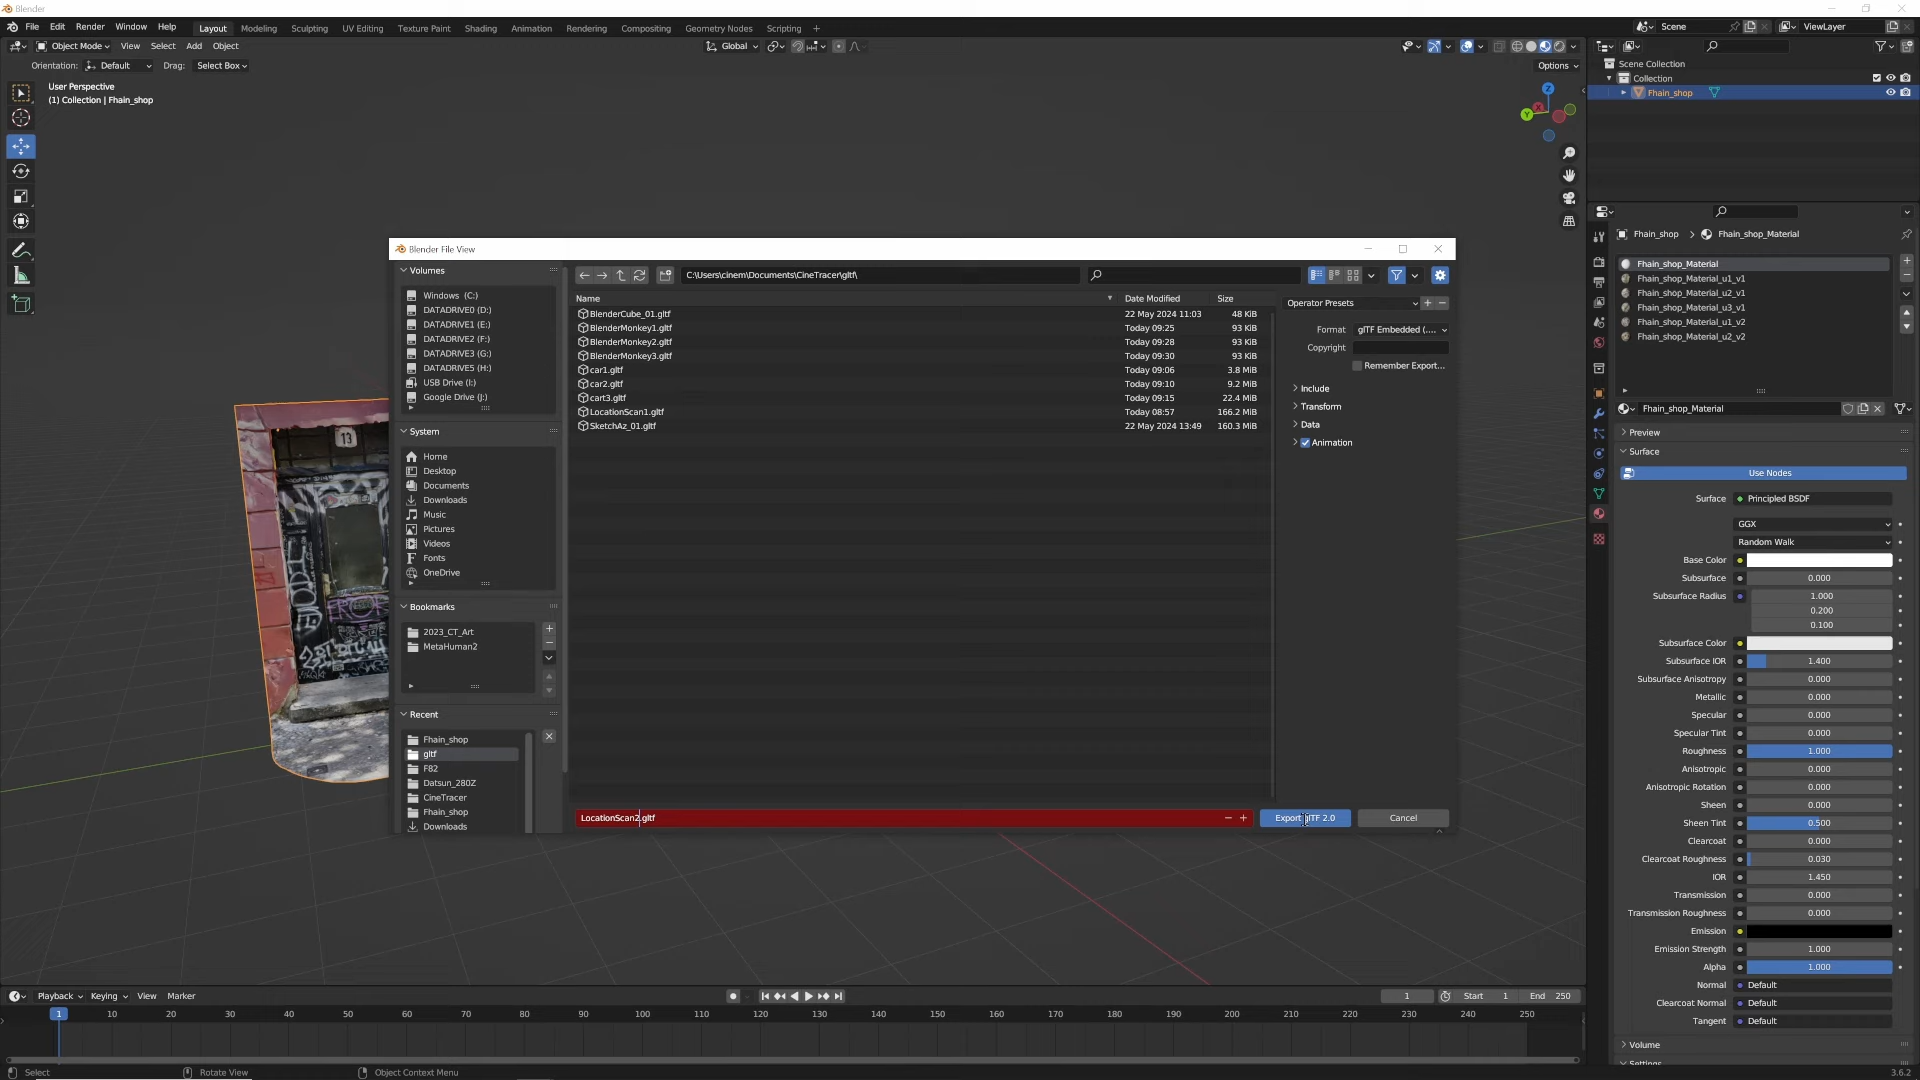 Blender
File Edit Render Window Help Layout Modeling Sculpting UV Editing Texture Paint Shading Animation Rendering Compositing Geometry Nodes Scripting + Scene ViewLayer
Object Mode View Select Add Object Global
Orientation: Default Drag: Select Box Options
User Perspective
(1) Collection | Fhain_shop
Z
Y
X
Scene Collection
Collection
Fhain_shop
13
Blender File View
Volumes
Windows (C:)
DATADRIVE0 (D:)
DATADRIVE1 (E:)
DATADRIVE2 (F:)
DATADRIVE3 (G:)
DATADRIVE5 (H:)
USB Drive (I:)
Google Drive (J:)
System
Home
Desktop
Documents
Downloads
Music
Pictures
Videos
Fonts
OneDrive
Bookmarks
2023_CT_Art
MetaHuman2
Recent
Fhain_shop
gltf
F82
Datsun_280Z
CineTracer
Fhain_shop
Downloads
C:\Users\cinem\Documents\CineTracer\gltf\
Name Date Modified Size
BlenderCube_01.gltf 22 May 2024 11:03 48 KiB
BlenderMonkey1.gltf Today 09:25 93 KiB
BlenderMonkey2.gltf Today 09:28 93 KiB
BlenderMonkey3.gltf Today 09:30 93 KiB
car1.gltf Today 09:06 3.8 MiB
car2.gltf Today 09:10 9.2 MiB
cart3.gltf Today 09:15 22.4 MiB
LocationScan1.gltf Today 08:57 166.2 MiB
SketchAz_01.gltf 22 May 2024 13:49 160.3 MiB
Operator Presets
Format glTF Embedded (....
Copyright
Remember Export...
Include
Transform
Data
Animation
LocationScan2.gltf
Export glTF 2.0
Cancel
Fhain_shop > Fhain_shop_Material
Fhain_shop_Material
Fhain_shop_Material_u1_v1
Fhain_shop_Material_u2_v1
Fhain_shop_Material_u3_v1
Fhain_shop_Material_u1_v2
Fhain_shop_Material_u2_v2
Fhain_shop_Material
Preview
Surface
Use Nodes
Surface Principled BSDF
GGX
Random Walk
Base Color
Subsurface 0.000
Subsurface Radius 1.000
0.200
0.100
Subsurface Color
Subsurface IOR 1.400
Subsurface Anisotropy 0.000
Metallic 0.000
Specular 0.000
Specular Tint 0.000
Roughness 1.000
Anisotropic 0.000
Anisotropic Rotation 0.000
Sheen 0.000
Sheen Tint 0.500
Clearcoat 0.000
Clearcoat Roughness 0.030
IOR 1.450
Transmission 0.000
Transmission Roughness 0.000
Emission
Emission Strength 1.000
Alpha 1.000
Normal Default
Clearcoat Normal Default
Tangent Default
Volume
Settings
Playback Keying View Marker 1 Start 1 End 250
1 10 20 30 40 50 60 70 80 90 100 110 120 130 140 150 160 170 180 190 200 210 220 230 240 250
Select Rotate View Object Context Menu 3.6.2